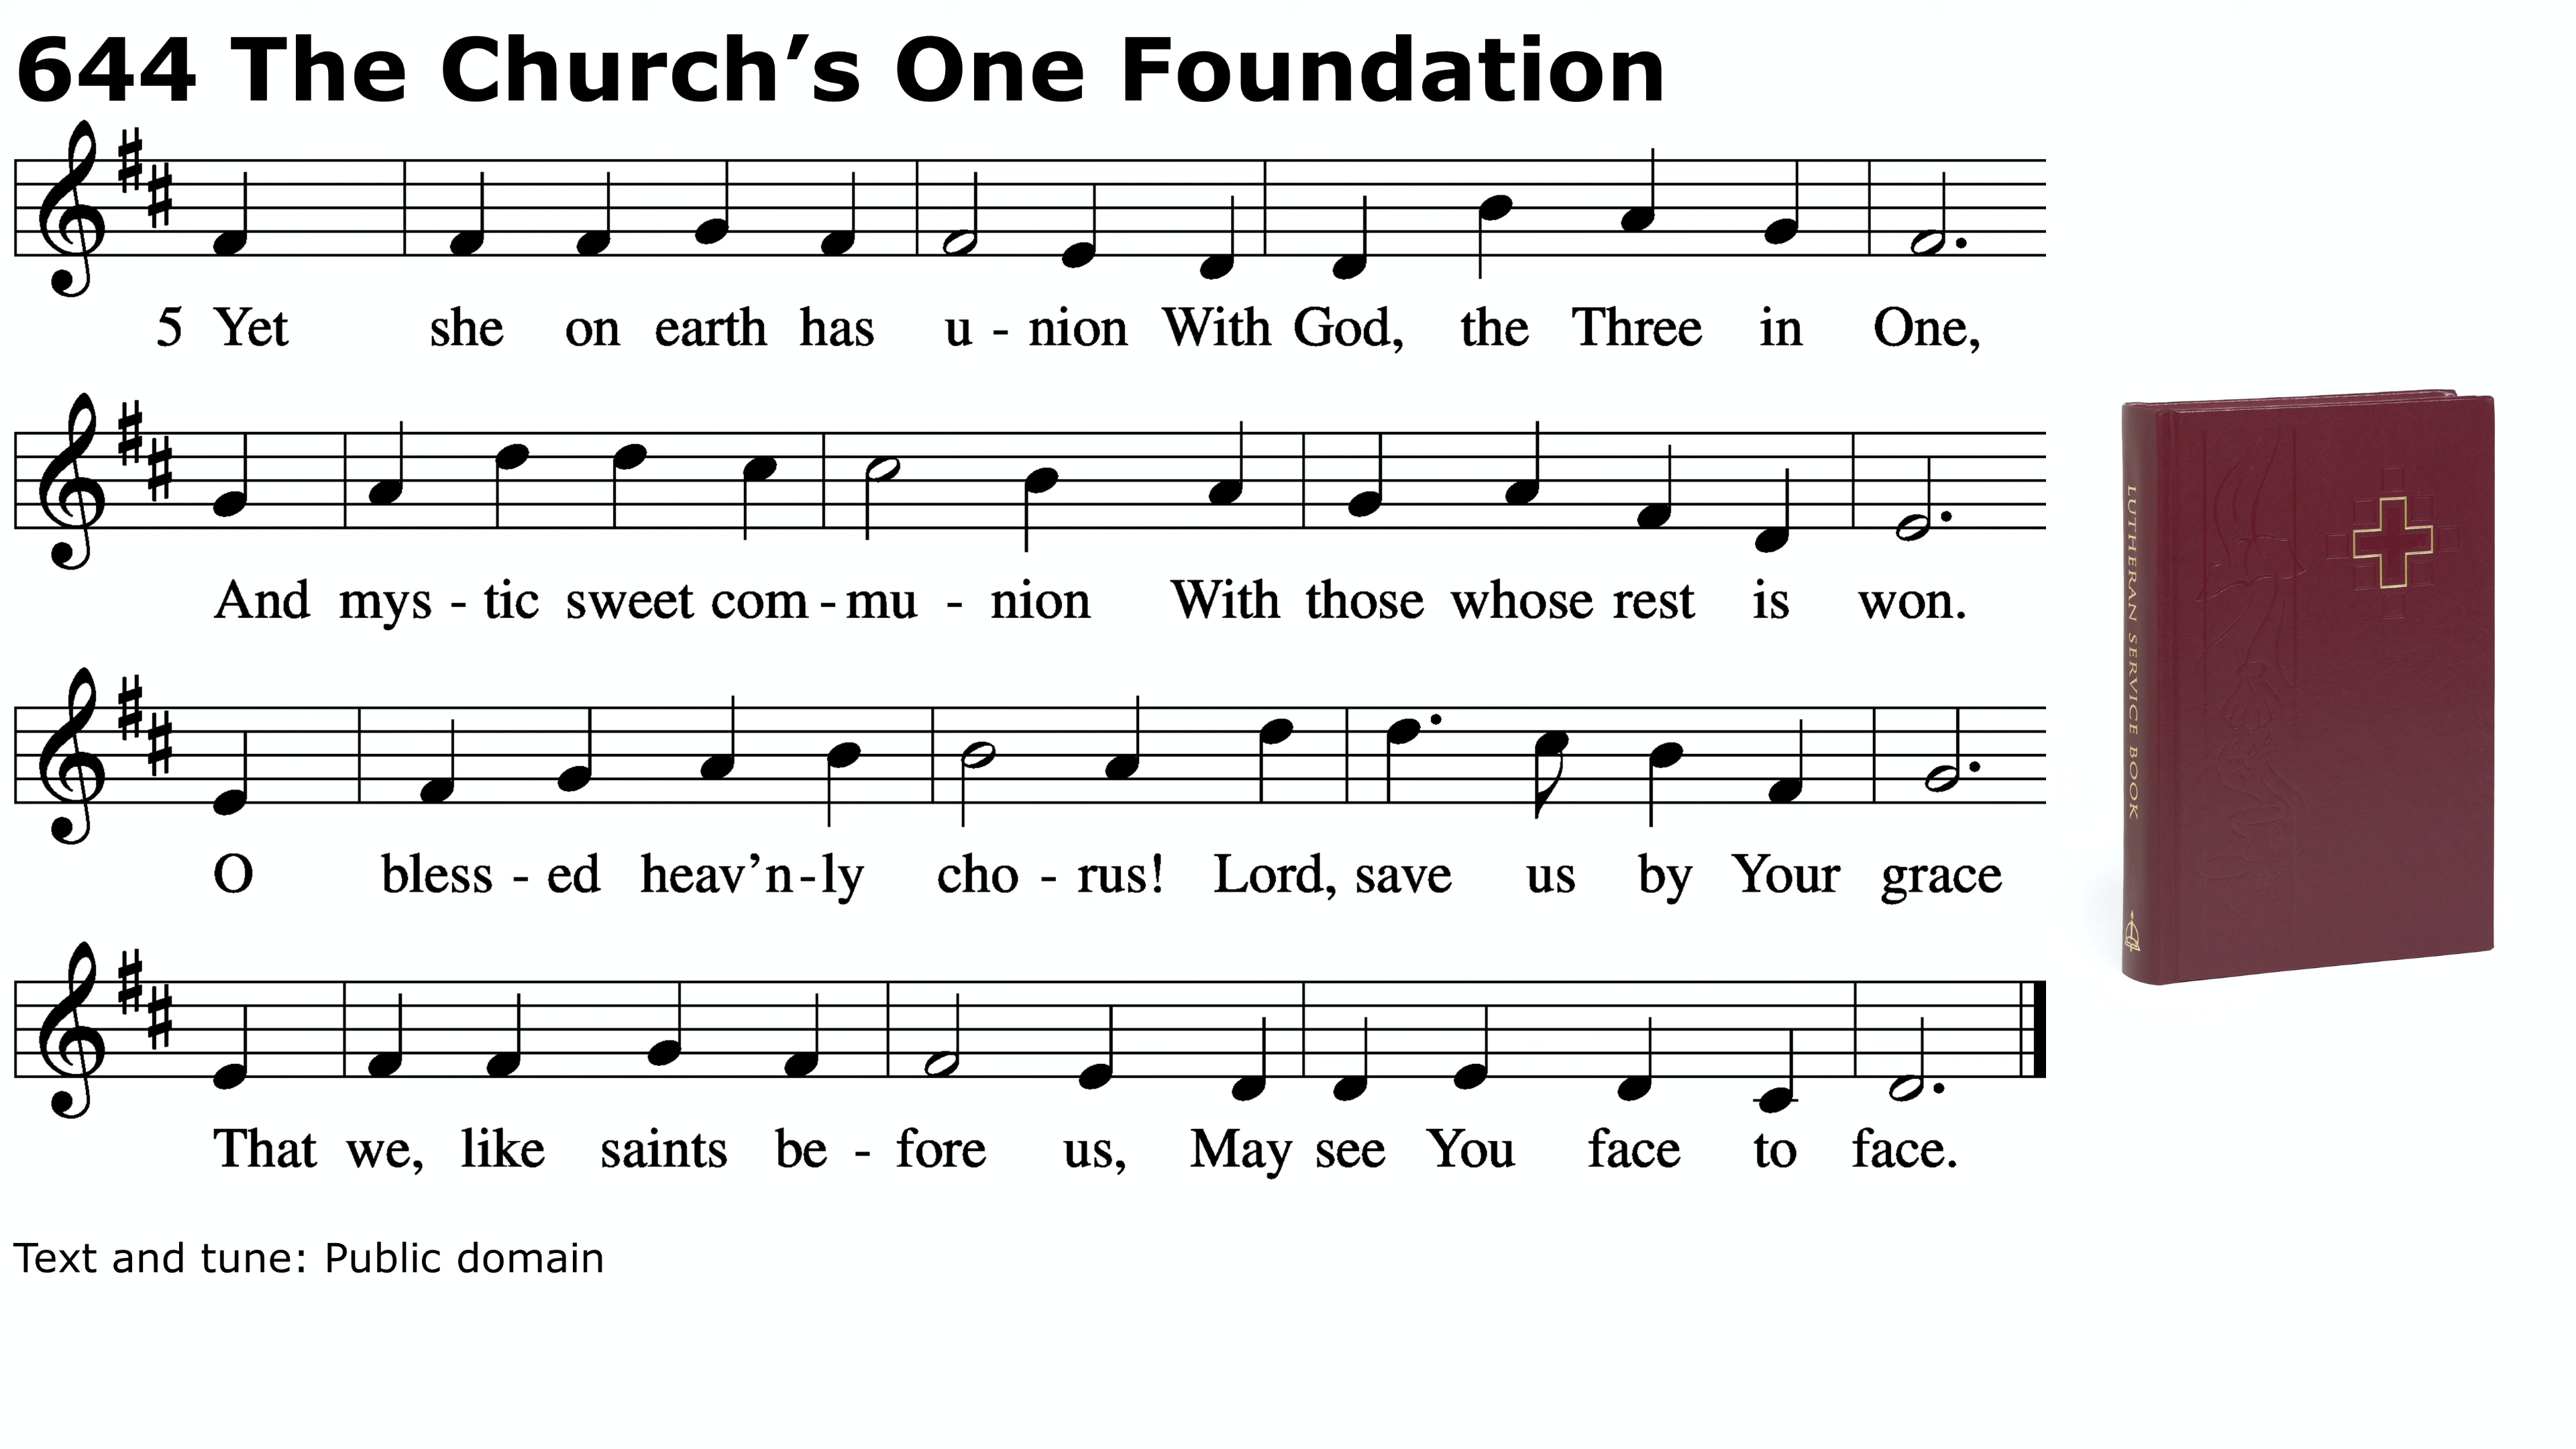 644 The Church’s One Foundation
5 Yet she on earth has u - nion With God, the Three in One,
And mys - tic sweet com - mu - nion With those whose rest is won.
O bless - ed heav’n - ly cho - rus! Lord, save us by Your grace
That we, like saints be - fore us, May see You face to face.
Text and tune: Public domain
LUTHERAN SERVICE BOOK